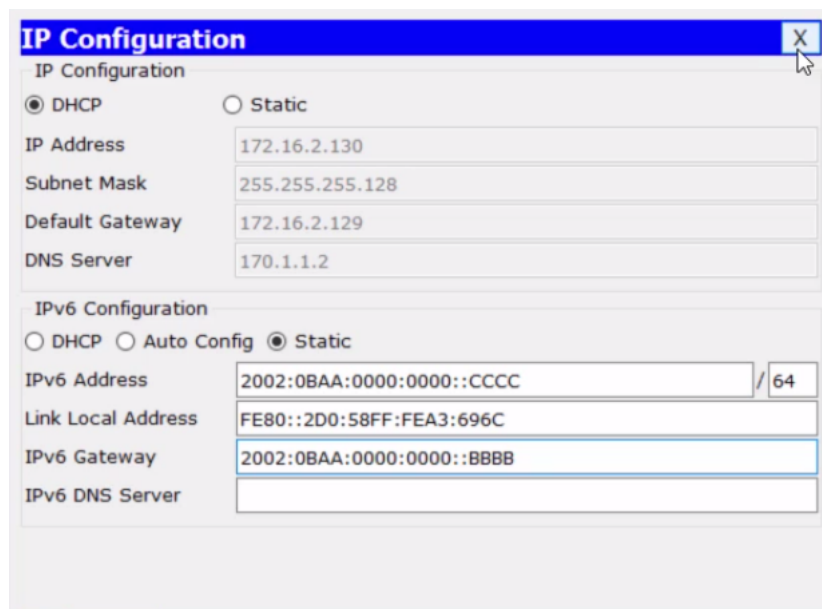 IP Configuration X
IP Configuration
DHCP Static
IP Address 172.16.2.130
Subnet Mask 255.255.255.128
Default Gateway 172.16.2.129
DNS Server 170.1.1.2
IPv6 Configuration
DHCP Auto Config Static
IPv6 Address 2002:0BAA:0000:0000::CCCC / 64
Link Local Address FE80::2D0:58FF:FEA3:696C
IPv6 Gateway 2002:0BAA:0000:0000::BBBB
IPv6 DNS Server